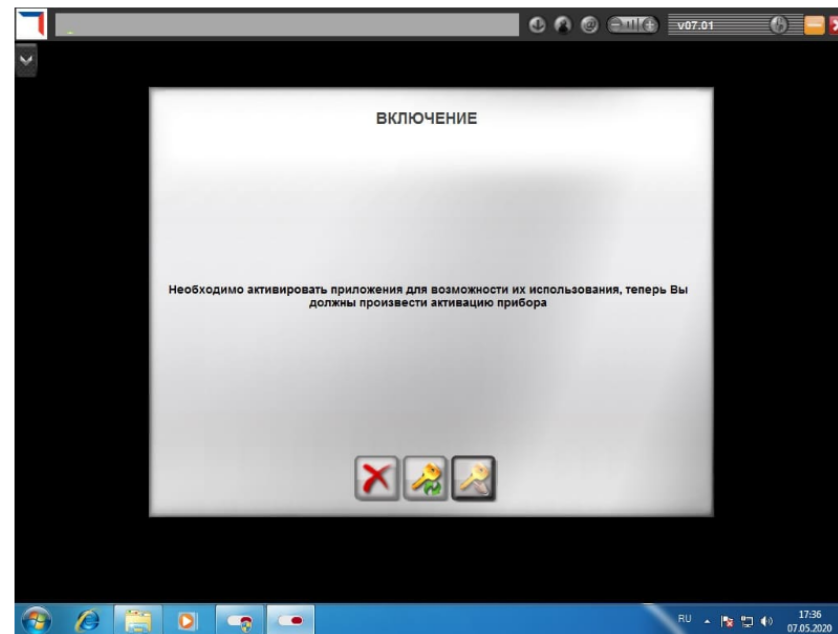 v07.01
ВКЛЮЧЕНИЕ
Необходимо активировать приложения для возможности их использования, теперь Вы
должны произвести активацию прибора
RU
17:36
07.05.2020